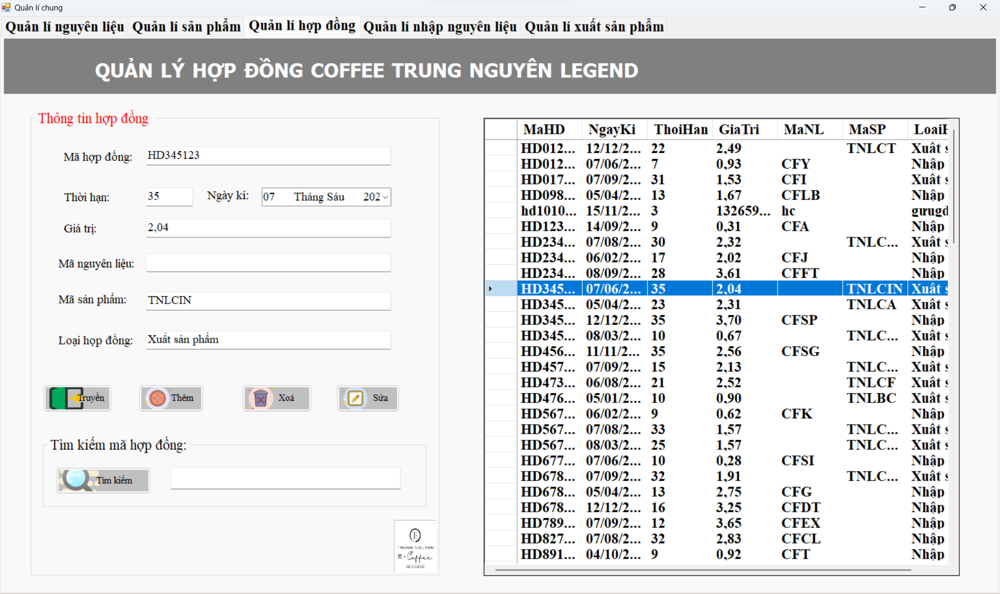 Quản lí chung
Quản lí nguyên liệu Quản lí sản phẩm Quản lí hợp đồng Quản lí nhập nguyên liệu Quản lí xuất sản phẩm
QUẢN LÝ HỢP ĐỒNG COFFEE TRUNG NGUYÊN LEGEND
Thông tin hợp đồng
Mã hợp đồng: HD345123
Thời hạn: 35 Ngày kí: 07 Tháng Sáu 202
Giá trị: 2,04
Mã nguyên liệu:
Mã sản phẩm: TNLCIN
Loại họp đồng: Xuất sản phẩm
Truyền Thêm Xoá Sửa
Tìm kiếm mã hợp đồng:
Tìm kiếm
TRUNG NGUYEN
E-Coffee
MaHD NgayKi ThoiHan GiaTri MaNL MaSP LoaiH
HD012... 12/12/2... 22 2,49 TNLCT Xuất s
HD012... 07/06/2... 7 0,93 CFY Nhập
HD017... 07/09/2... 31 1,53 CFI Xuất s
HD098... 05/04/2... 13 1,67 CFLB Nhập
hd1010... 15/11/2... 3 132659... hc gưugd
HD123... 14/09/2... 9 0,31 CFA Nhập
HD234... 07/08/2... 30 2,32 TNLC... Xuất s
HD234... 06/02/2... 17 2,02 CFJ Nhập
HD234... 08/09/2... 28 3,61 CFFT Nhập
HD345... 07/06/2... 35 2,04 TNLCIN Xuất s
HD345... 05/04/2... 23 2,31 TNLCA Xuất s
HD345... 12/12/2... 35 3,70 CFSP Nhập
HD345... 08/03/2... 10 0,67 TNLC... Xuất s
HD456... 11/11/2... 35 2,56 CFSG Nhập
HD457... 07/09/2... 15 2,13 TNLC... Xuất s
HD473... 06/08/2... 21 2,52 TNLCF Xuất s
HD476... 05/01/2... 10 0,90 TNLBC Xuất s
HD567... 06/02/2... 9 0,62 CFK Nhập
HD567... 07/08/2... 33 1,57 TNLC... Xuất s
HD567... 08/03/2... 25 1,57 TNLC... Xuất s
HD677... 07/06/2... 10 0,28 CFSI Nhập
HD678... 07/09/2... 32 1,91 TNLC... Xuất s
HD678... 05/04/2... 13 2,75 CFG Nhập
HD678... 12/12/2... 16 3,25 CFDT Nhập
HD789... 07/09/2... 12 3,65 CFEX Nhập
HD827... 07/08/2... 32 2,83 CFCL Nhập
HD891... 04/10/2... 9 0,92 CFT Nhập